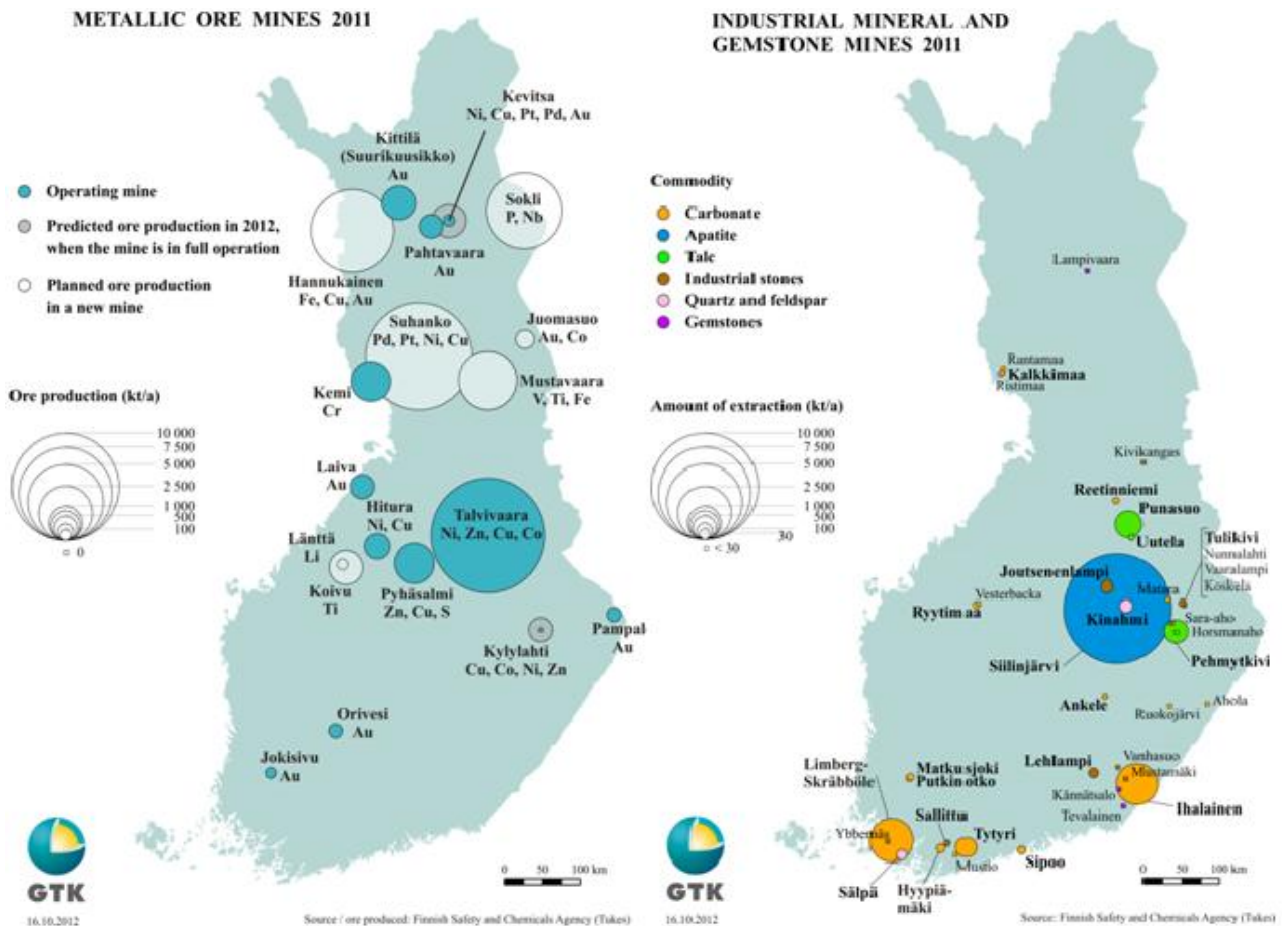 METALLIC ORE MINES 2011
Kevitsa
Ni, Cu, Pt, Pd, Au
Kittilä
(Suurikuusikko)
Au
Operating mine
Predicted ore production in 2012,
when the mine is in full operation
Planned ore production
in a new mine
Sokli
P, Nb
Pahtavaara
Au
Hannukainen
Fe, Cu, Au
Suhanko
Pd, Pt, Ni, Cu
Juomasuo
Au, Co
Mustavaara
V, Ti, Fe
Kemi
Cr
Ore production (kt/a)
10 000
7 500
5 000
2 500
1 000
500
100
0
Laiva
Au
Hitura
Ni, Cu
Talvivaara
Ni, Zn, Cu, Co
Länttä
Li
Koivu
Ti
Pyhäsalmi
Zn, Cu, S
Pampalo
Au
Kylylahti
Cu, Co, Ni, Zn
Orivesi
Au
Jokisivu
Au
GTK
16.10.2012
0 50 100 km
Source / ore produced: Finnish Safety and Chemicals Agency (Tukes)
INDUSTRIAL MINERAL AND
GEMSTONE MINES 2011
Commodity
Carbonate
Apatite
Talc
Industrial stones
Quartz and feldspar
Gemstones
Lampivaara
Rantamaa
Kalkkimaa
Ristimaa
Amount of extraction (kt/a)
10 000
7 500
5 000
2 500
1 000
500
100
30
< 30
Kivikangas
Reetinniemi
Punasuo
Uutela
Tulikivi
Nunnalahti
Vaaralampi
Koskela
Joutsenenlampi
Matara
Vesterbacka
Ryytimaa
Kinahmi
Sara-aho
Horsmanaho
Siilinjärvi
Pehmytkivi
Ankele
Ruokojärvi
Ahola
Limberg-
Skräbböle
Matkusjoki
Putkinotko
Lehlampi
Vanhasuo
Mustamäki
Kännätsalo
Tevalainen
Ihalainen
Sallittu
Ybbernäs
Tytyri
Mustio
Sipoo
Sälpä
Hyypiä-
mäki
GTK
16.10.2012
0 50 100 km
Source: Finnish Safety and Chemicals Agency (Tukes)